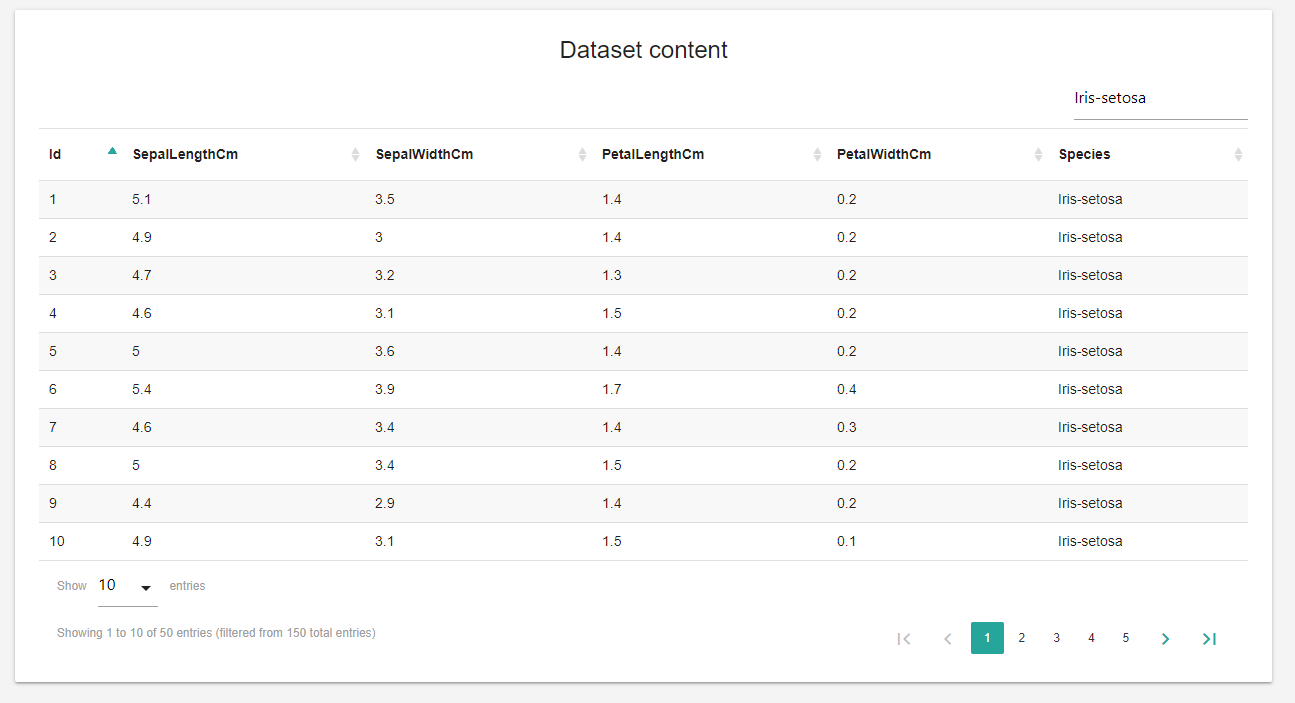 Dataset content
Iris-setosa
Id SepalLengthCm SepalWidthCm PetalLengthCm PetalWidthCm Species
1 5.1 3.5 1.4 0.2 Iris-setosa
2 4.9 3 1.4 0.2 Iris-setosa
3 4.7 3.2 1.3 0.2 Iris-setosa
4 4.6 3.1 1.5 0.2 Iris-setosa
5 5 3.6 1.4 0.2 Iris-setosa
6 5.4 3.9 1.7 0.4 Iris-setosa
7 4.6 3.4 1.4 0.3 Iris-setosa
8 5 3.4 1.5 0.2 Iris-setosa
9 4.4 2.9 1.4 0.2 Iris-setosa
10 4.9 3.1 1.5 0.1 Iris-setosa
Show 10 entries
Showing 1 to 10 of 50 entries (filtered from 150 total entries)
1 2 3 4 5